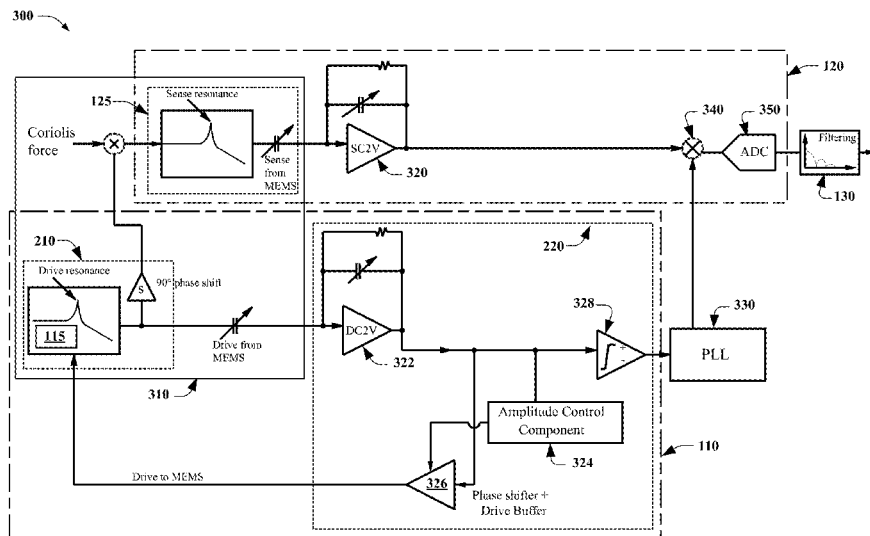 300
120
125
Sense resonance
Coriolis
force
Sense
from
MEMS
SC2V
320
340
350
ADC
Filtering
130
210
Drive resonance
115
S
90° phase shift
Drive from
MEMS
310
220
DC2V
322
328
+
-
330
PLL
Amplitude Control
Component
324
110
326
Phase shifter +
Drive Buffer
Drive to MEMS